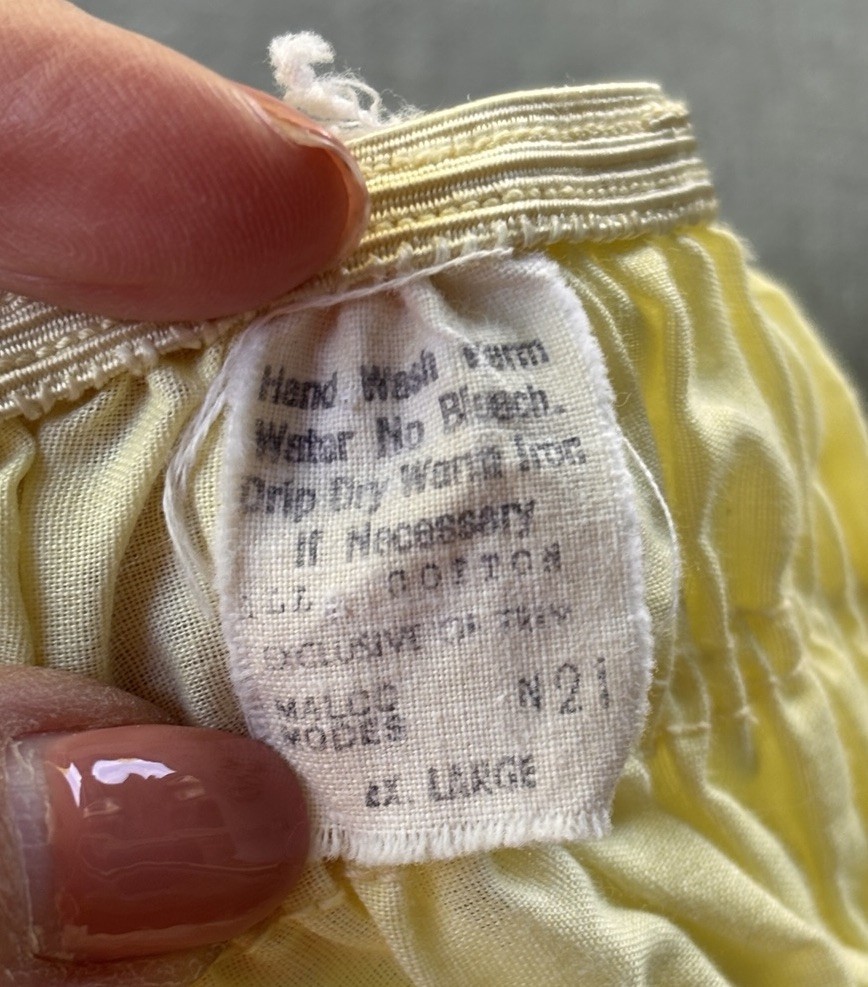 Hand Wash Warm
Water No Bleach.
Drip Dry Warm Iron
If Necessary
ALL COTTON
EXCLUSIVE OF TRIM
MALCO
MODES
N21
X. LARGE